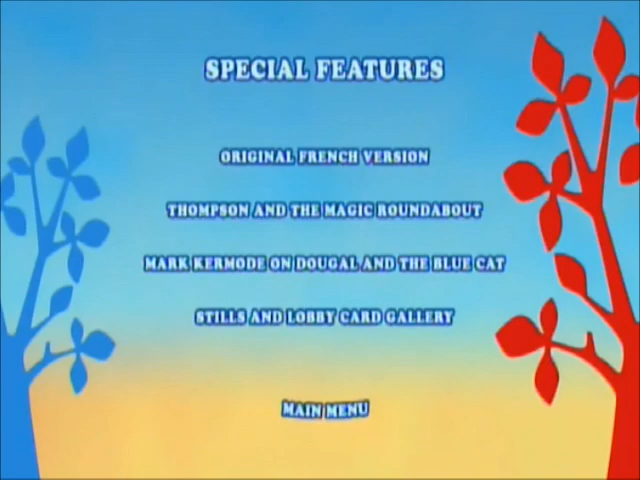 SPECIAL FEATURES
ORIGINAL FRENCH VERSION
THOMPSON AND THE MAGIC ROUNDABOUT
MARK KERMODE ON DOUGAL AND THE BLUE CAT
STILLS AND LOBBY CARD GALLERY
MAIN MENU